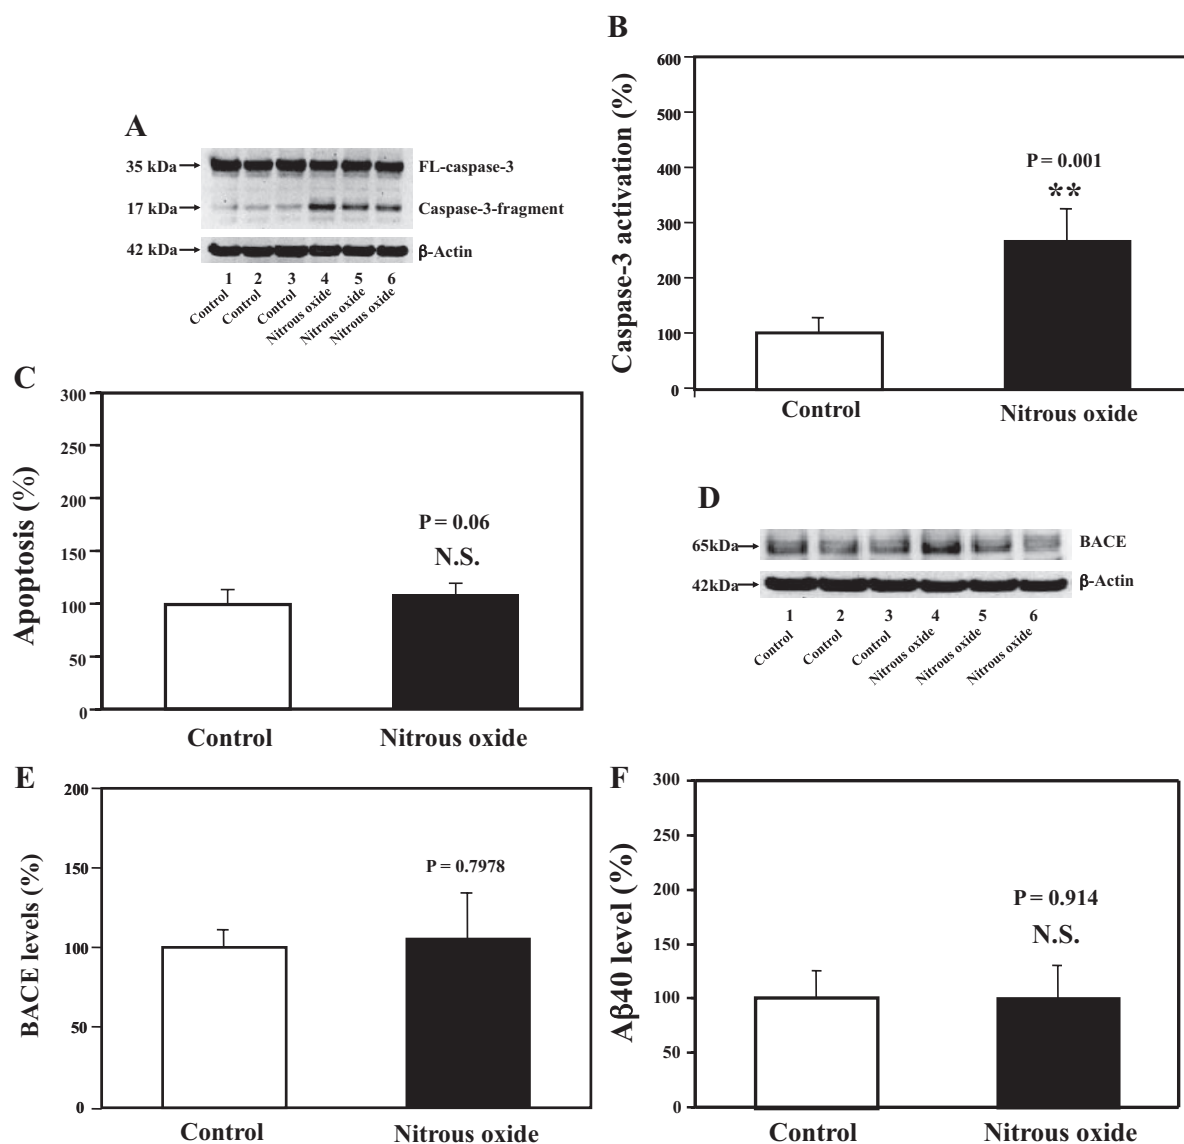 A
35 kDa
FL-caspase-3
17 kDa
Caspase-3-fragment
42 kDa
β-Actin
1 2 3 4 5 6
Control Control Control Nitrous oxide Nitrous oxide Nitrous oxide
B
Caspase-3 activation (%)
600
500
400
300
200
100
0
P = 0.001
**
Control Nitrous oxide
C
Apoptosis (%)
300
250
200
150
100
50
0
P = 0.06
N.S.
Control Nitrous oxide
D
65kDa
BACE
42kDa
β-Actin
1 2 3 4 5 6
Control Control Control Nitrous oxide Nitrous oxide Nitrous oxide
E
BACE levels (%)
200
150
100
50
0
P = 0.7978
Control Nitrous oxide
F
Aβ40 level (%)
300
250
200
150
100
50
0
P = 0.914
N.S.
Control Nitrous oxide